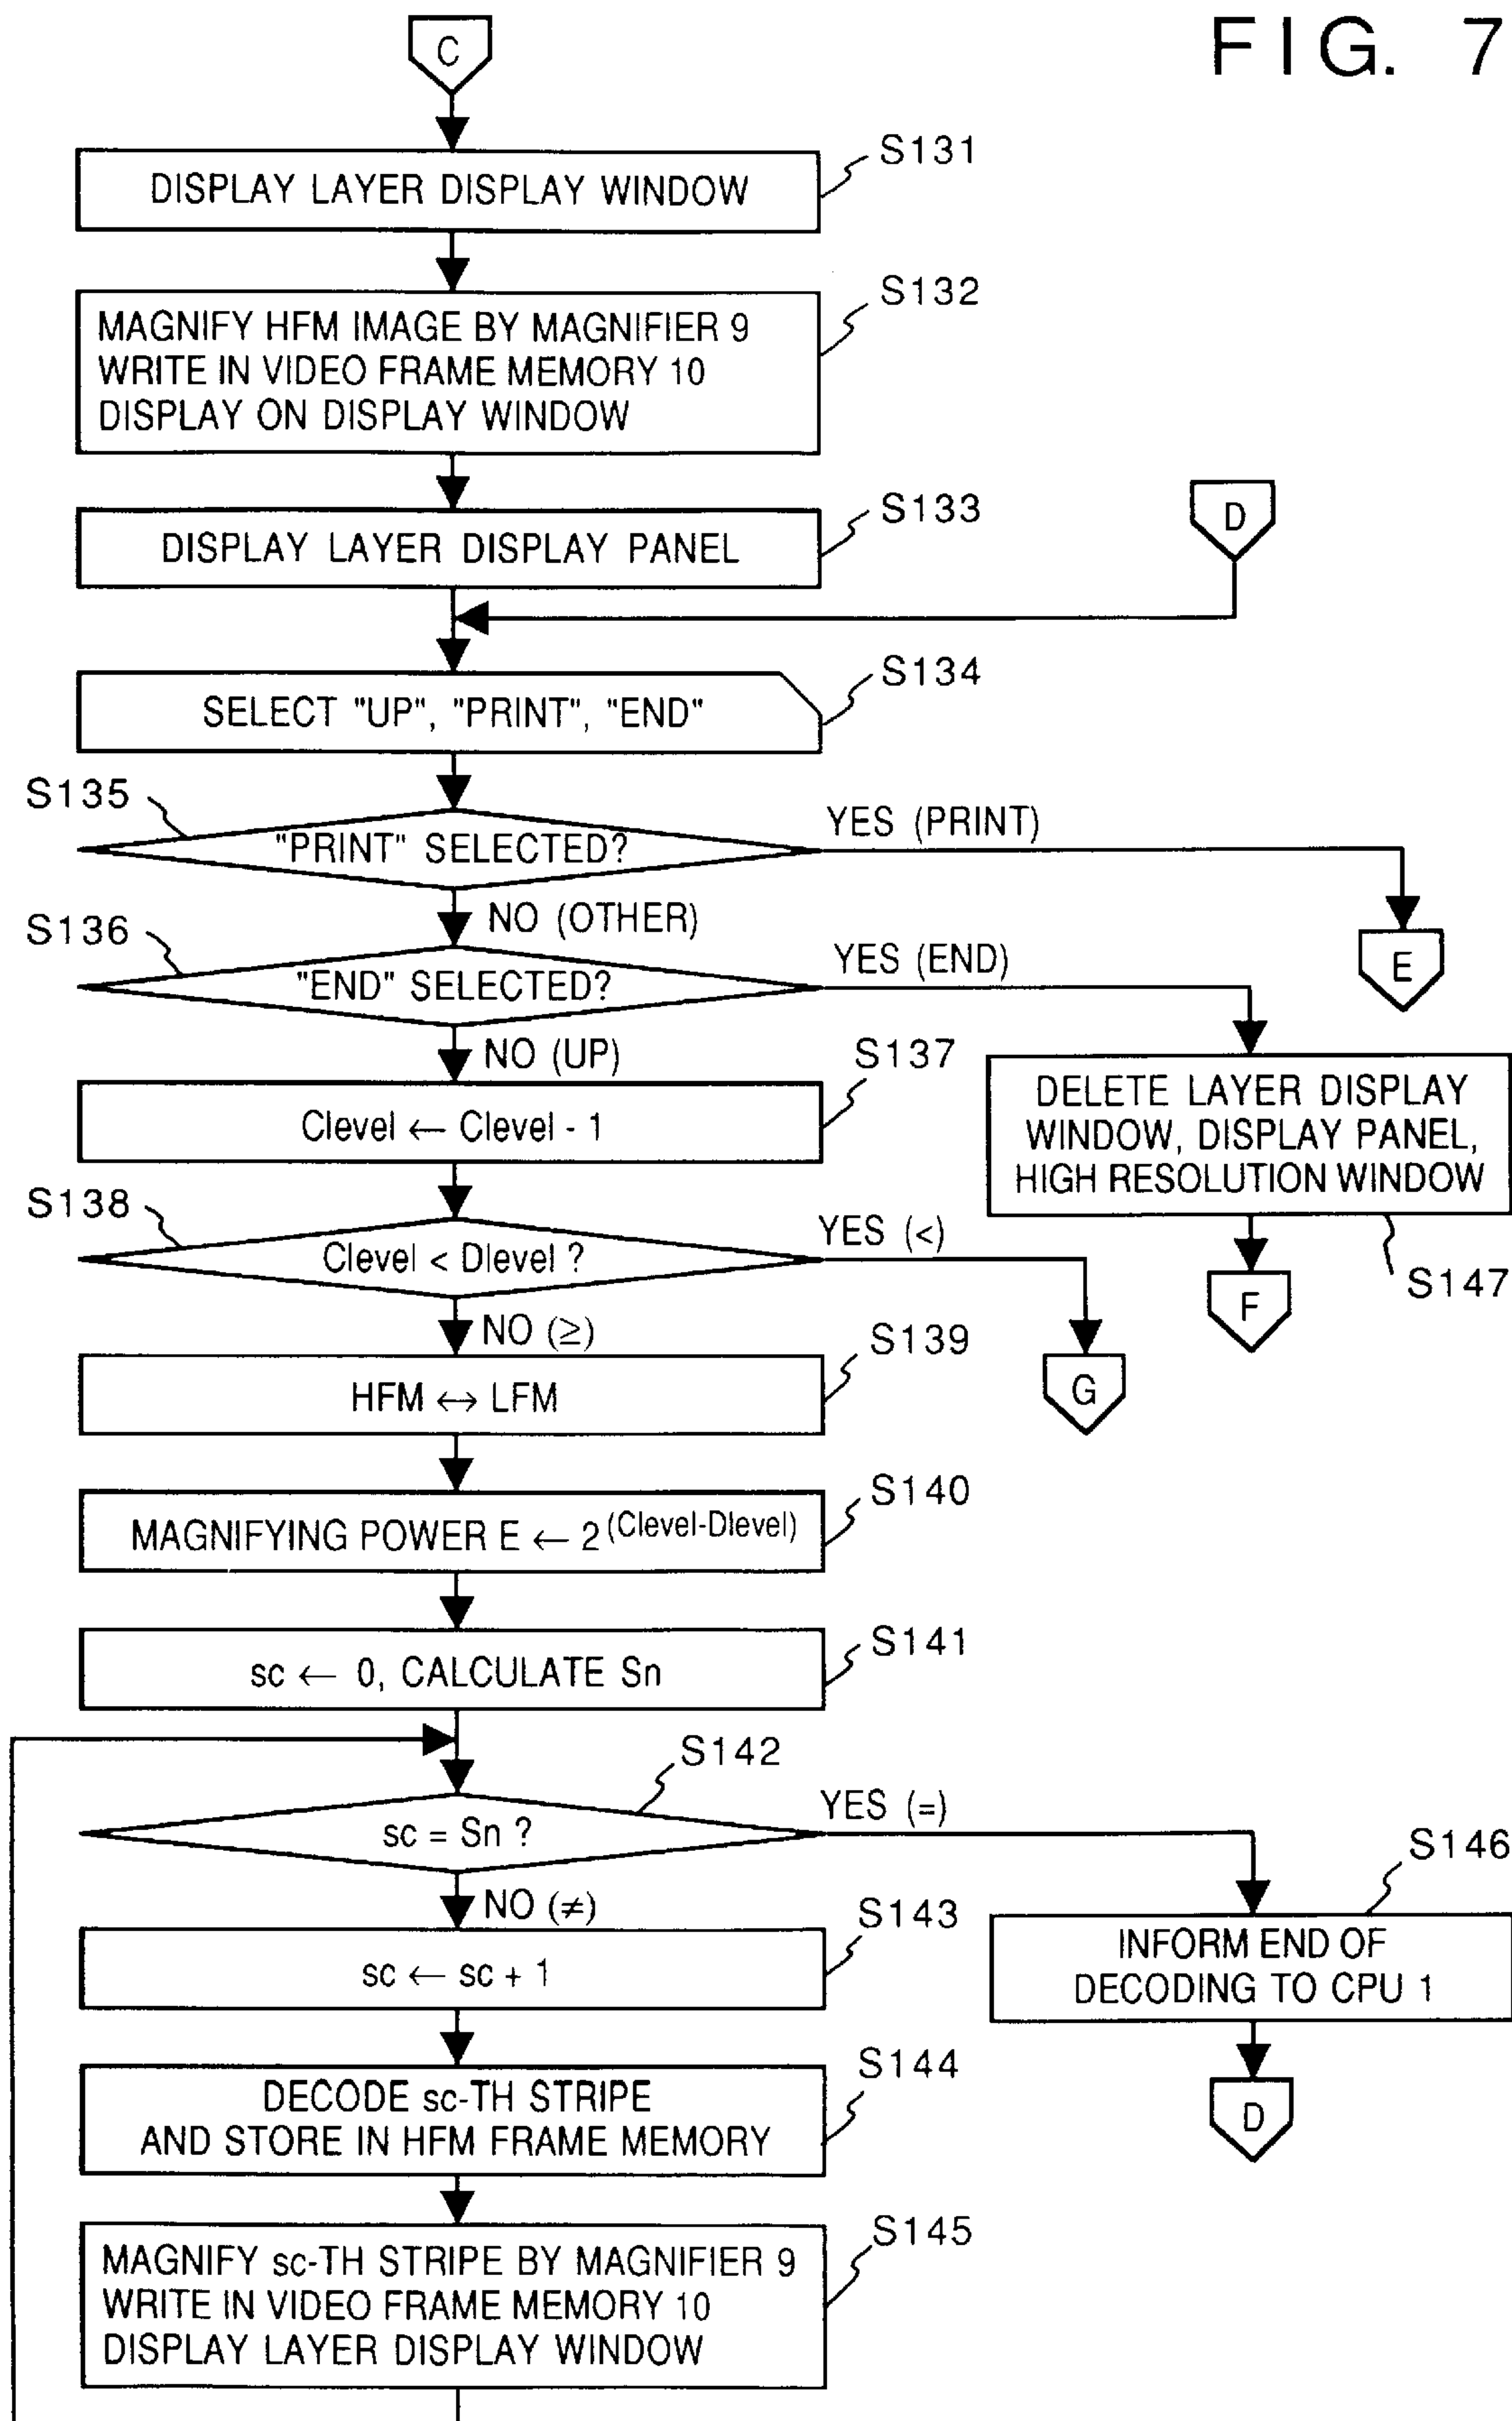 FIG. 7
C
S131
DISPLAY LAYER DISPLAY WINDOW
S132
MAGNIFY HFM IMAGE BY MAGNIFIER 9
WRITE IN VIDEO FRAME MEMORY 10
DISPLAY ON DISPLAY WINDOW
S133
DISPLAY LAYER DISPLAY PANEL
D
S134
SELECT "UP", "PRINT", "END"
S135
"PRINT" SELECTED?
YES (PRINT)
E
NO (OTHER)
S136
"END" SELECTED?
YES (END)
NO (UP)
S137
Clevel ← Clevel - 1
DELETE LAYER DISPLAY
WINDOW, DISPLAY PANEL,
HIGH RESOLUTION WINDOW
S147
F
S138
Clevel < Dlevel ?
YES (<)
G
NO (≥)
S139
HFM ↔ LFM
S140
MAGNIFYING POWER E ← 2^(Clevel-Dlevel)
S141
sc ← 0, CALCULATE Sn
S142
sc = Sn ?
YES (=)
S146
INFORM END OF
DECODING TO CPU 1
D
NO (≠)
S143
sc ← sc + 1
S144
DECODE sc-TH STRIPE
AND STORE IN HFM FRAME MEMORY
S145
MAGNIFY sc-TH STRIPE BY MAGNIFIER 9
WRITE IN VIDEO FRAME MEMORY 10
DISPLAY LAYER DISPLAY WINDOW